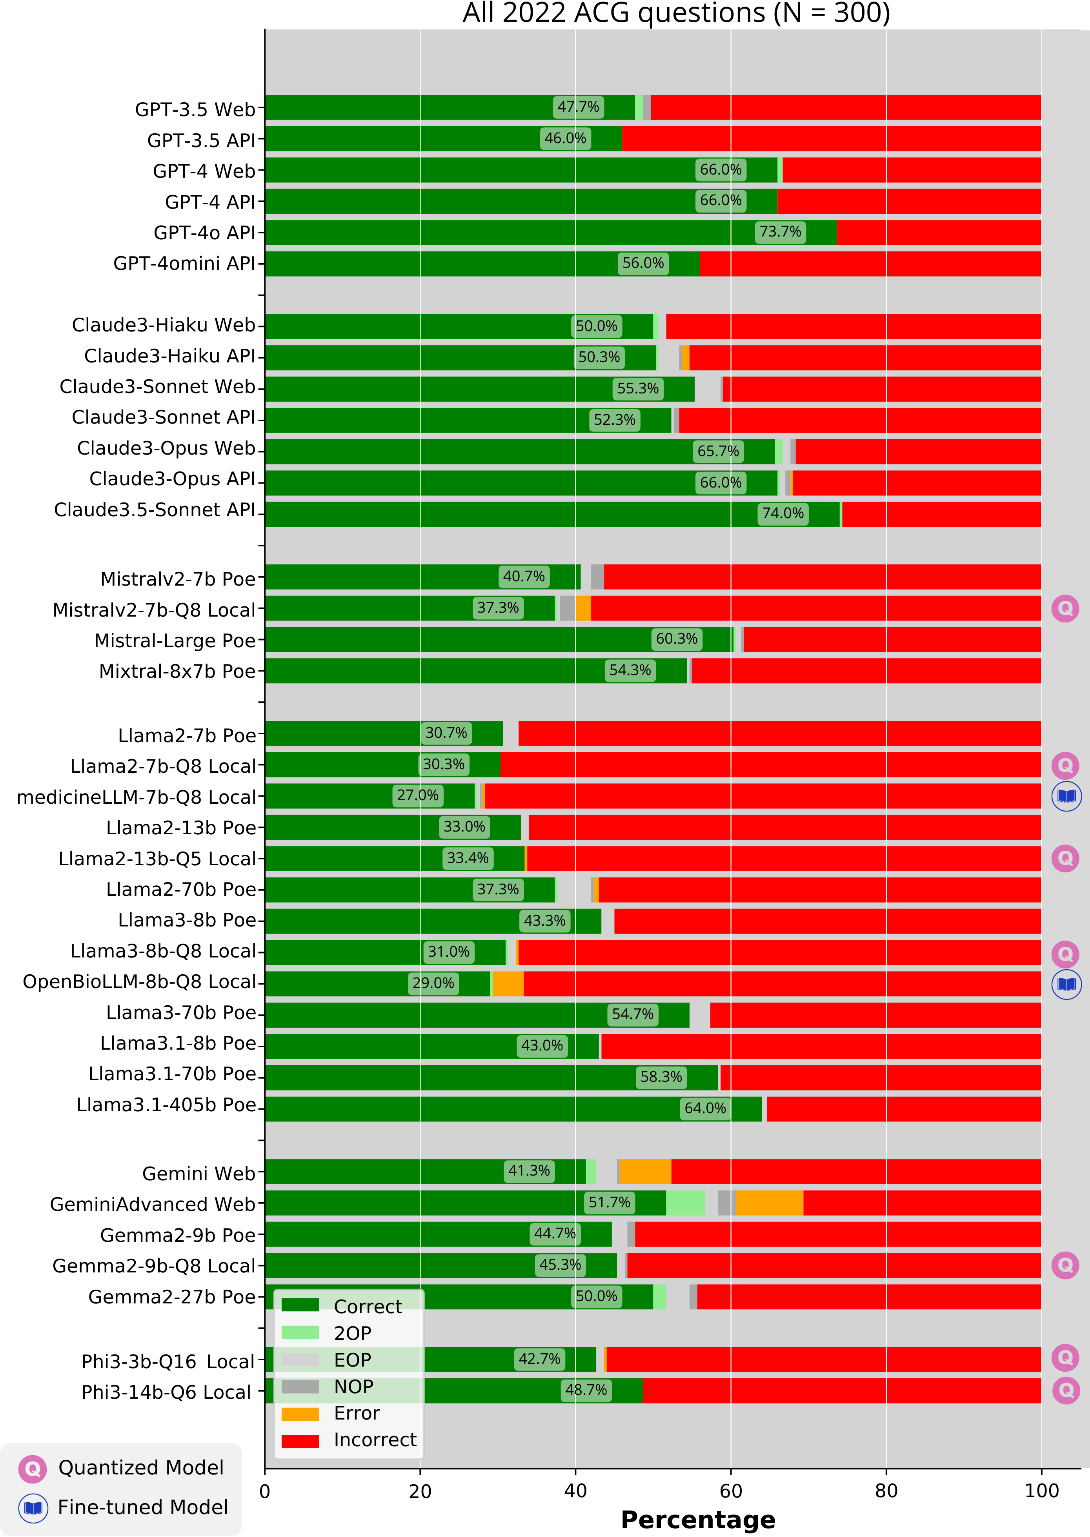 All 2022 ACG questions (N = 300)
GPT-3.5 Web 47.7%
GPT-3.5 API 46.0%
GPT-4 Web 66.0%
GPT-4 API 66.0%
GPT-4o API 73.7%
GPT-4omini API 56.0%
Claude3-Hiaku Web 50.0%
Claude3-Haiku API 50.3%
Claude3-Sonnet Web 55.3%
Claude3-Sonnet API 52.3%
Claude3-Opus Web 65.7%
Claude3-Opus API 66.0%
Claude3.5-Sonnet API 74.0%
Mistralv2-7b Poe 40.7%
Mistralv2-7b-Q8 Local 37.3% Q
Mistral-Large Poe 60.3%
Mixtral-8x7b Poe 54.3%
Llama2-7b Poe 30.7%
Llama2-7b-Q8 Local 30.3% Q
medicineLLM-7b-Q8 Local 27.0%
Llama2-13b Poe 33.0%
Llama2-13b-Q5 Local 33.4% Q
Llama2-70b Poe 37.3%
Llama3-8b Poe 43.3%
Llama3-8b-Q8 Local 31.0% Q
OpenBioLLM-8b-Q8 Local 29.0%
Llama3-70b Poe 54.7%
Llama3.1-8b Poe 43.0%
Llama3.1-70b Poe 58.3%
Llama3.1-405b Poe 64.0%
Gemini Web 41.3%
GeminiAdvanced Web 51.7%
Gemma2-9b Poe 44.7%
Gemma2-9b-Q8 Local 45.3% Q
Gemma2-27b Poe 50.0%
Phi3-3b-Q16 Local 42.7% Q
Phi3-14b-Q6 Local 48.7% Q
Correct
2OP
EOP
NOP
Error
Incorrect
Q Quantized Model
Fine-tuned Model
0 20 40 60 80 100
Percentage